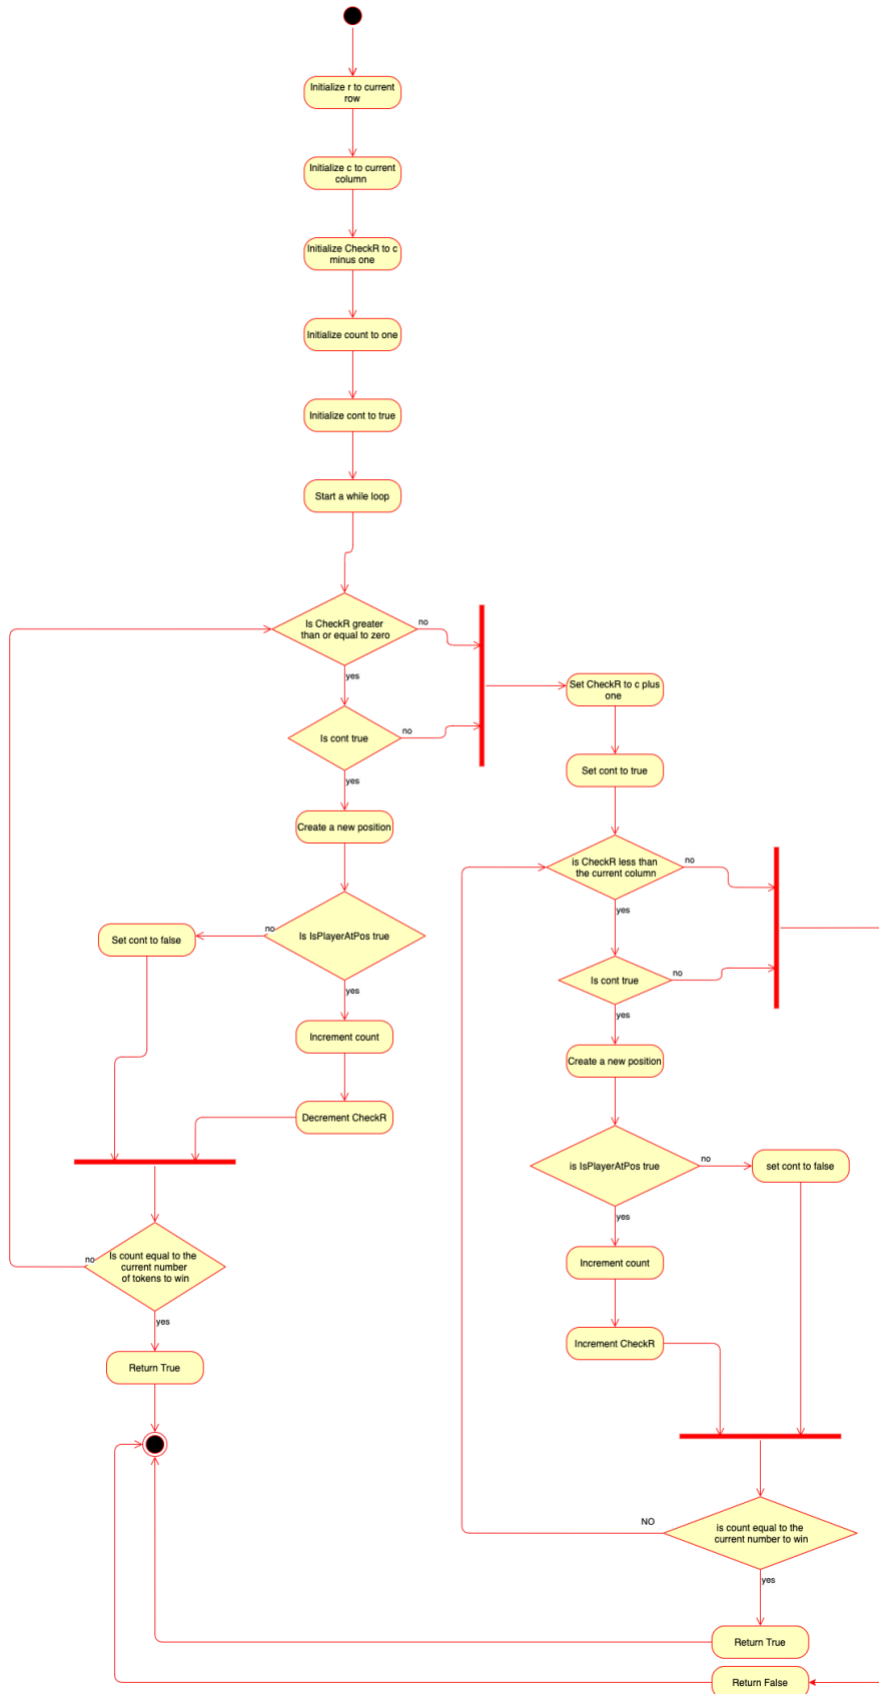 Initialize r to current
row
Initialize c to current
column
Initialize CheckR to c
minus one
Initialize count to one
Initialize cont to true
Start a while loop
Is CheckR greater
than or equal to zero
no
yes
Is cont true
no
yes
Create a new position
Is IsPlayerAtPos true
no
Set cont to false
yes
Increment count
Decrement CheckR
Is count equal to the
current number
of tokens to win
no
yes
Return True
Set CheckR to c plus
one
Set cont to true
is CheckR less than
the current column
no
yes
Is cont true
no
yes
Create a new position
is IsPlayerAtPos true
no
set cont to false
yes
Increment count
Increment CheckR
is count equal to the
current number to win
NO
yes
Return True
Return False